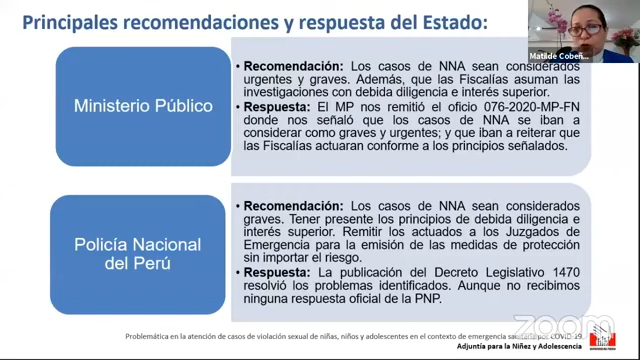 Principales recomendaciones y respuesta del Estado:
Matilde Cobeñ...
Ministerio Público
• Recomendación: Los casos de NNA sean considerados
urgentes y graves. Además, que las Fiscalías asuman las
investigaciones con debida diligencia e interés superior.
• Respuesta: El MP nos remitió el oficio 076-2020-MP-FN
donde nos señaló que los casos de NNA se iban a
considerar como graves y urgentes; y que iban a reiterar que
las Fiscalías actuaran conforme a los principios señalados.
Policía Nacional
del Perú
• Recomendación: Los casos de NNA sean considerados
graves. Tener presente los principios de debida diligencia e
interés superior. Remitir los actuados a los Juzgados de
Emergencia para la emisión de las medidas de protección
sin importar el riesgo.
• Respuesta: La publicación del Decreto Legislativo 1470
resolvió los problemas identificados. Aunque no recibimos
ninguna respuesta oficial de la PNP.
zoom
Problemática en la atención de casos de violación sexual de niñas, niños y adolescentes en el contexto de emergencia sanitaria por COVID-19
Adjuntía para la Niñez y Adolescencia